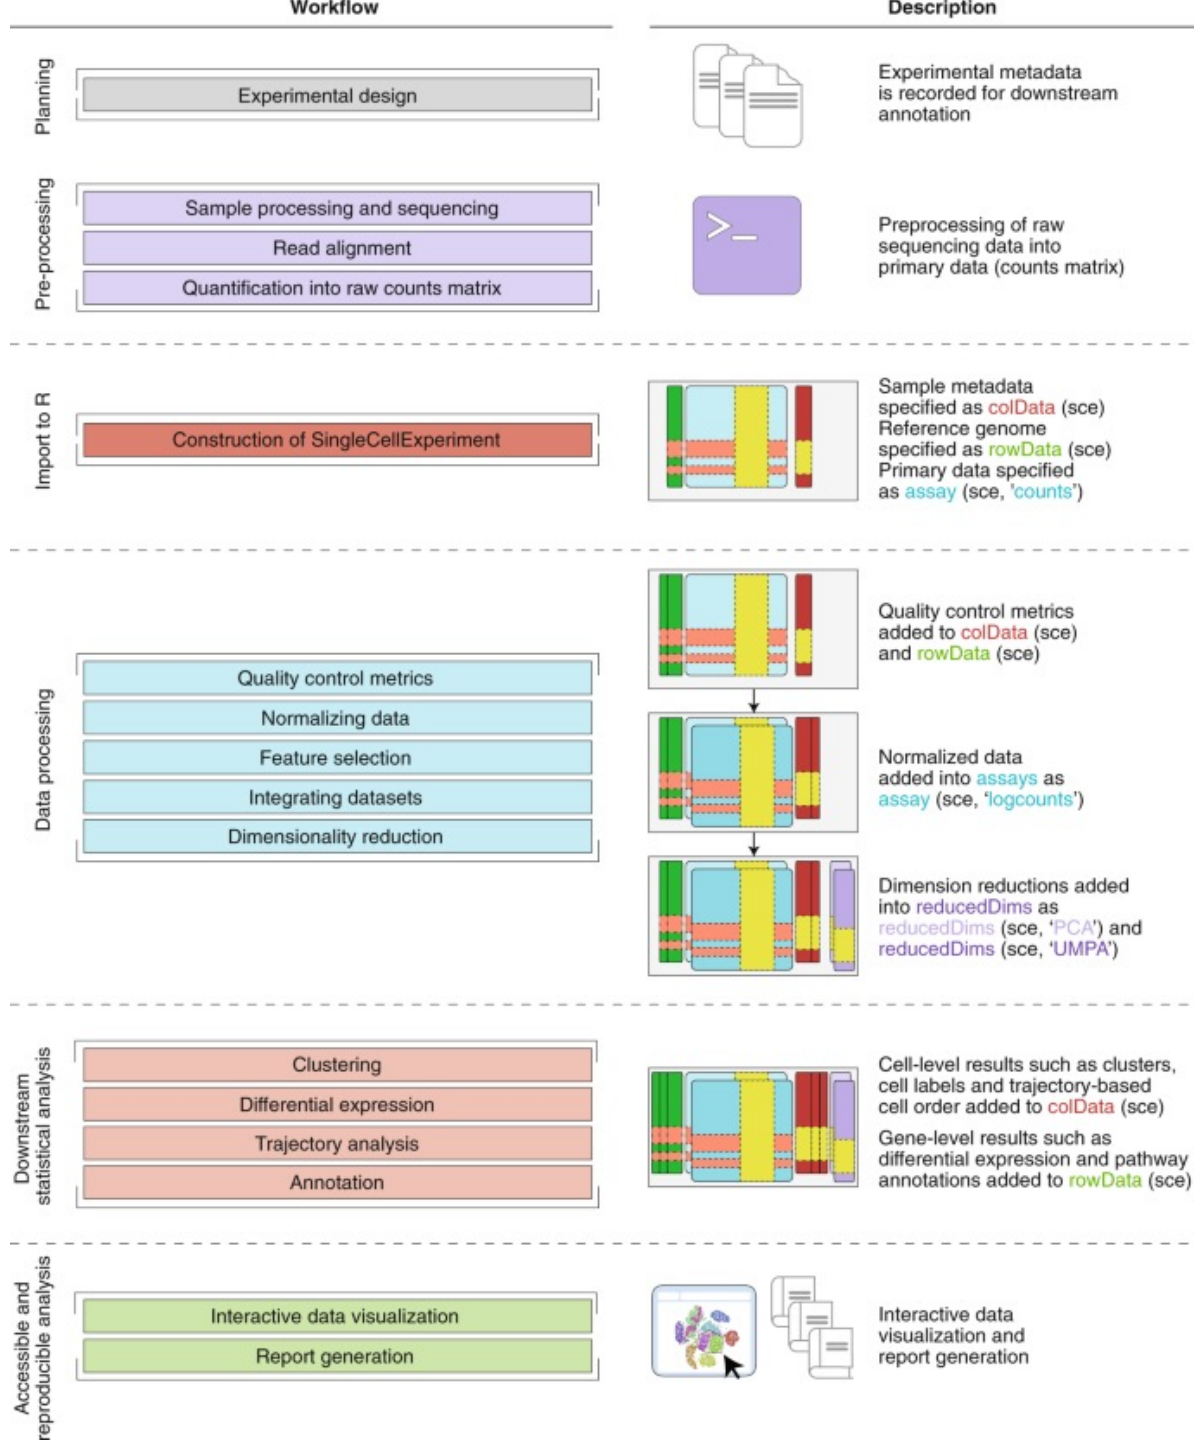 Workflow
Description
Planning
Experimental design
Experimental metadata
is recorded for downstream
annotation
Pre-processing
Sample processing and sequencing
Read alignment
Quantification into raw counts matrix
>_
Preprocessing of raw
sequencing data into
primary data (counts matrix)
Import to R
Construction of SingleCellExperiment
Sample metadata
specified as colData (sce)
Reference genome
specified as rowData (sce)
Primary data specified
as assay (sce, 'counts')
Data processing
Quality control metrics
Normalizing data
Feature selection
Integrating datasets
Dimensionality reduction
Quality control metrics
added to colData (sce)
and rowData (sce)
Normalized data
added into assays as
assay (sce, 'logcounts')
Dimension reductions added
into reducedDims as
reducedDims (sce, 'PCA') and
reducedDims (sce, 'UMPA')
Downstream
statistical analysis
Clustering
Differential expression
Trajectory analysis
Annotation
Cell-level results such as clusters,
cell labels and trajectory-based
cell order added to colData (sce)
Gene-level results such as
differential expression and pathway
annotations added to rowData (sce)
Accessible and
reproducible analysis
Interactive data visualization
Report generation
Interactive data
visualization and
report generation